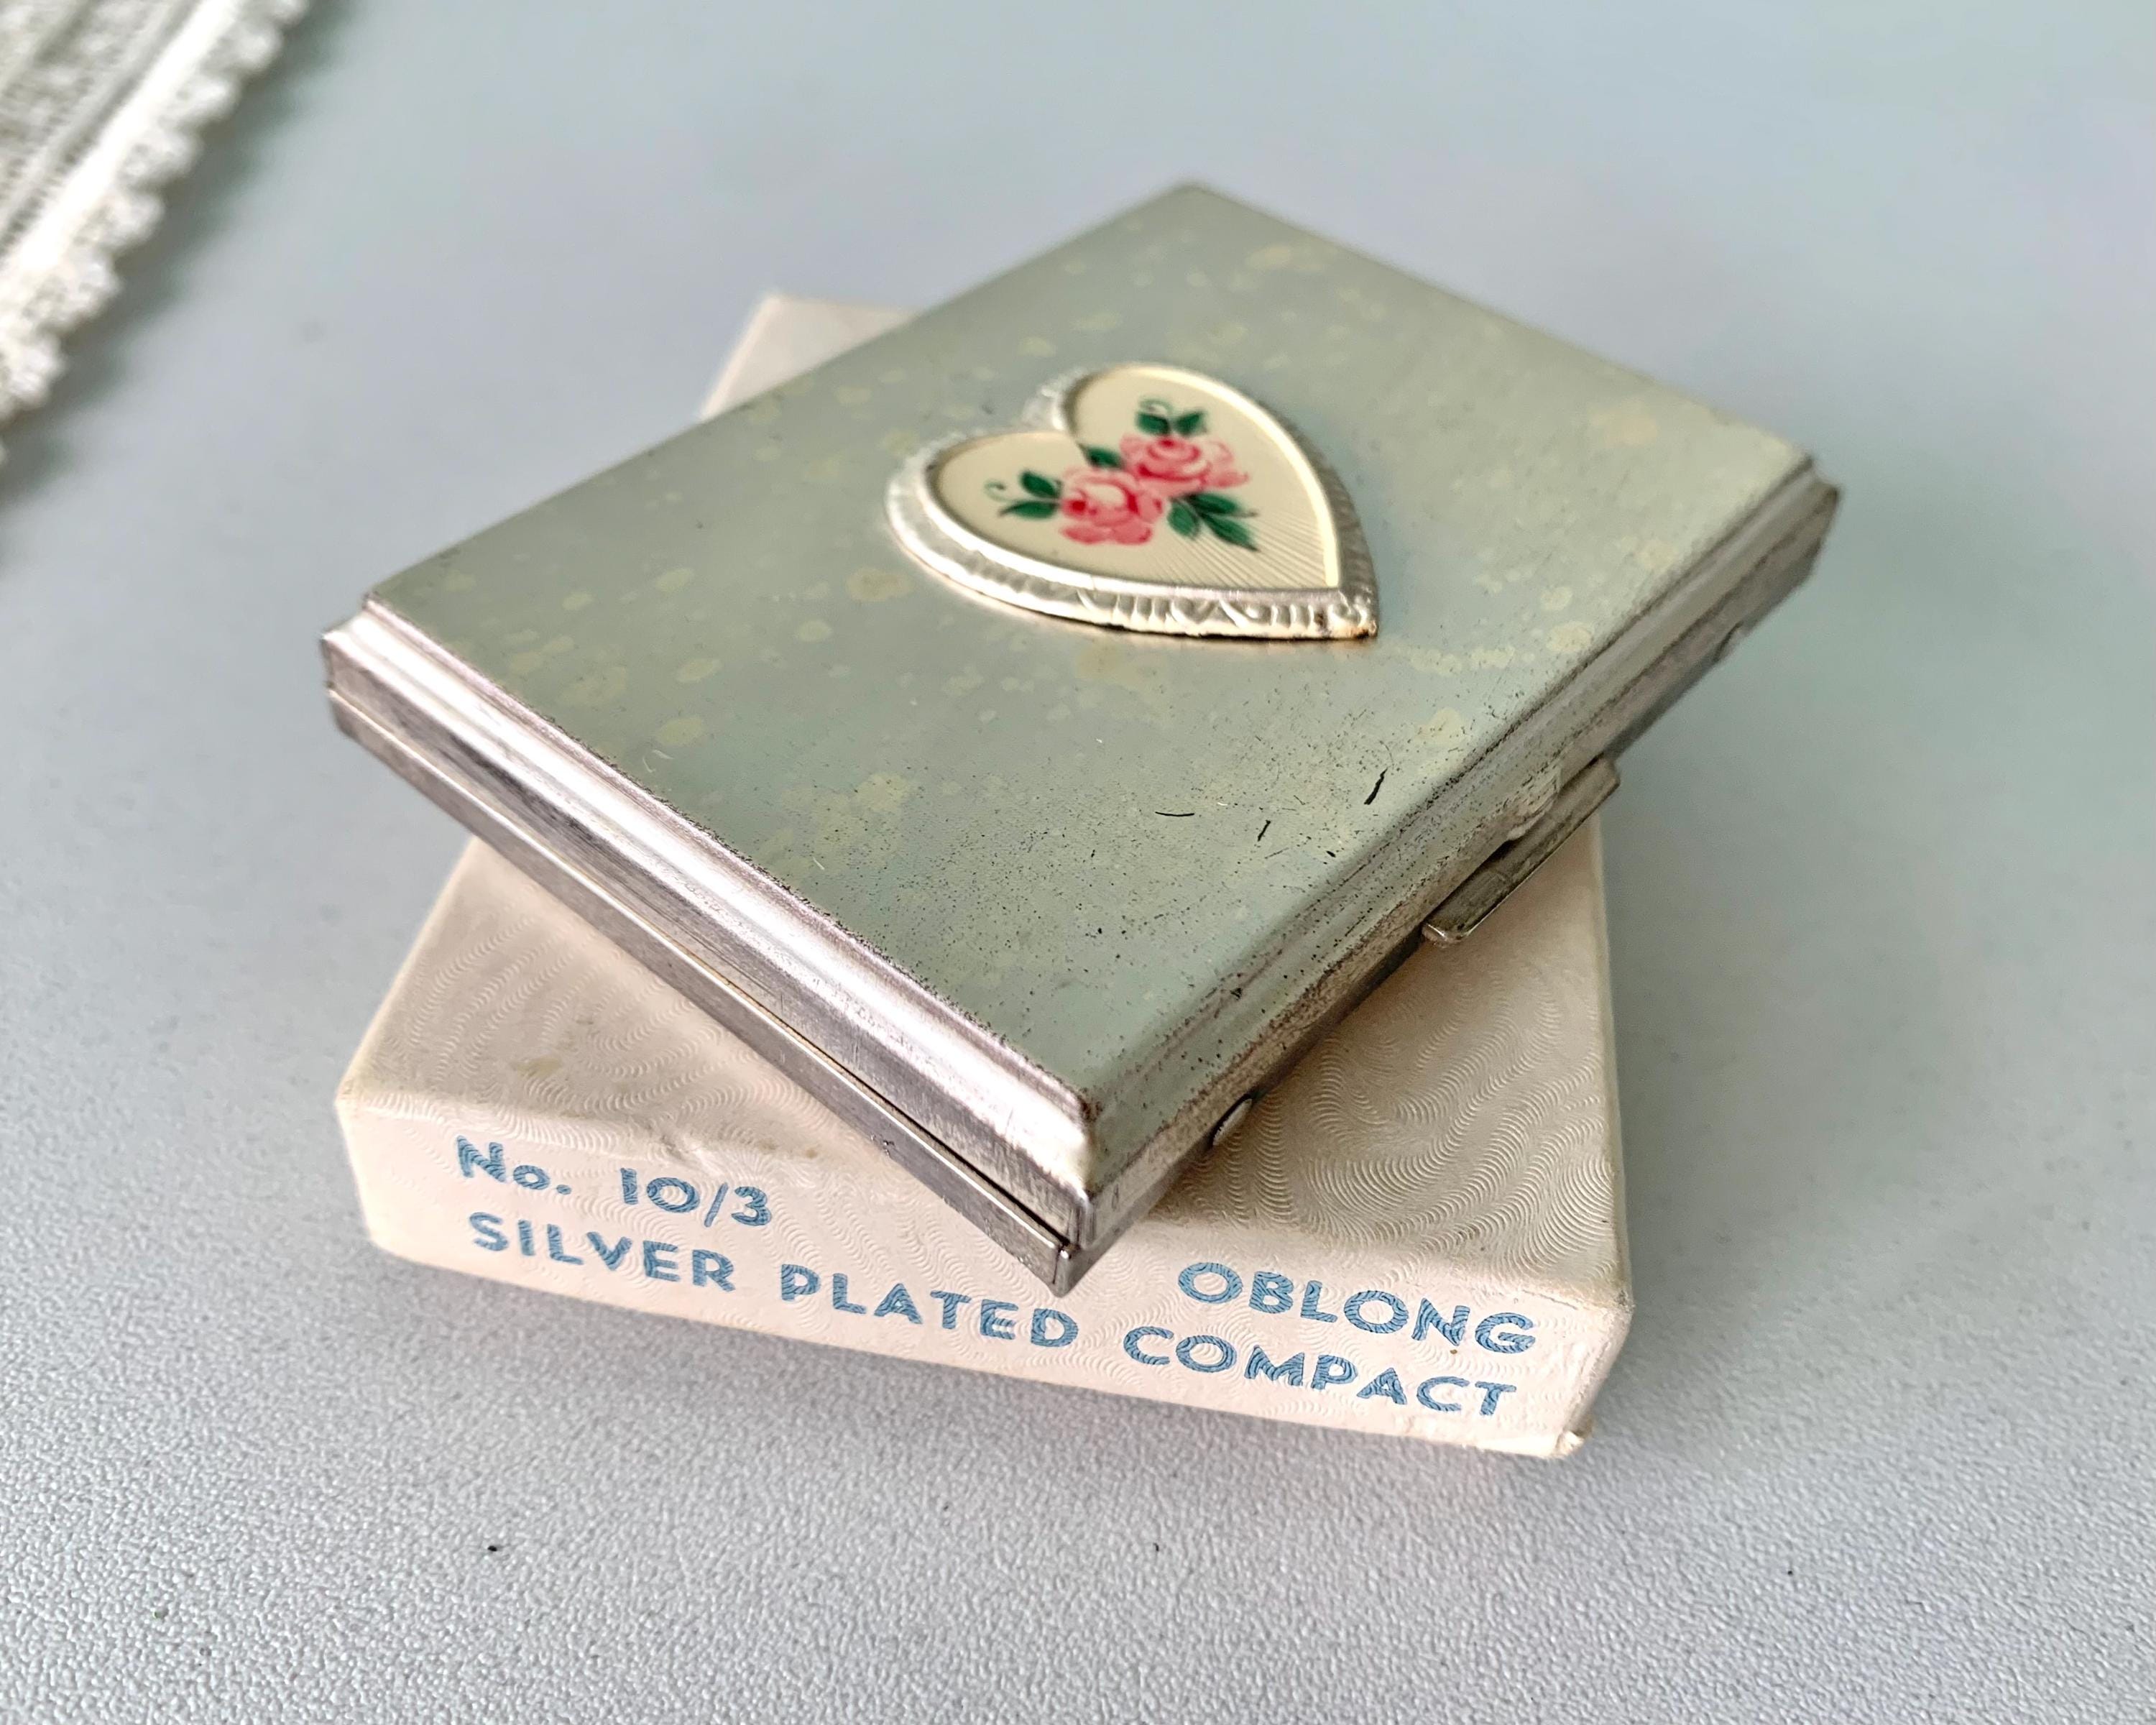 No. 10/3 OBLONG
SILVER PLATED COMPACT